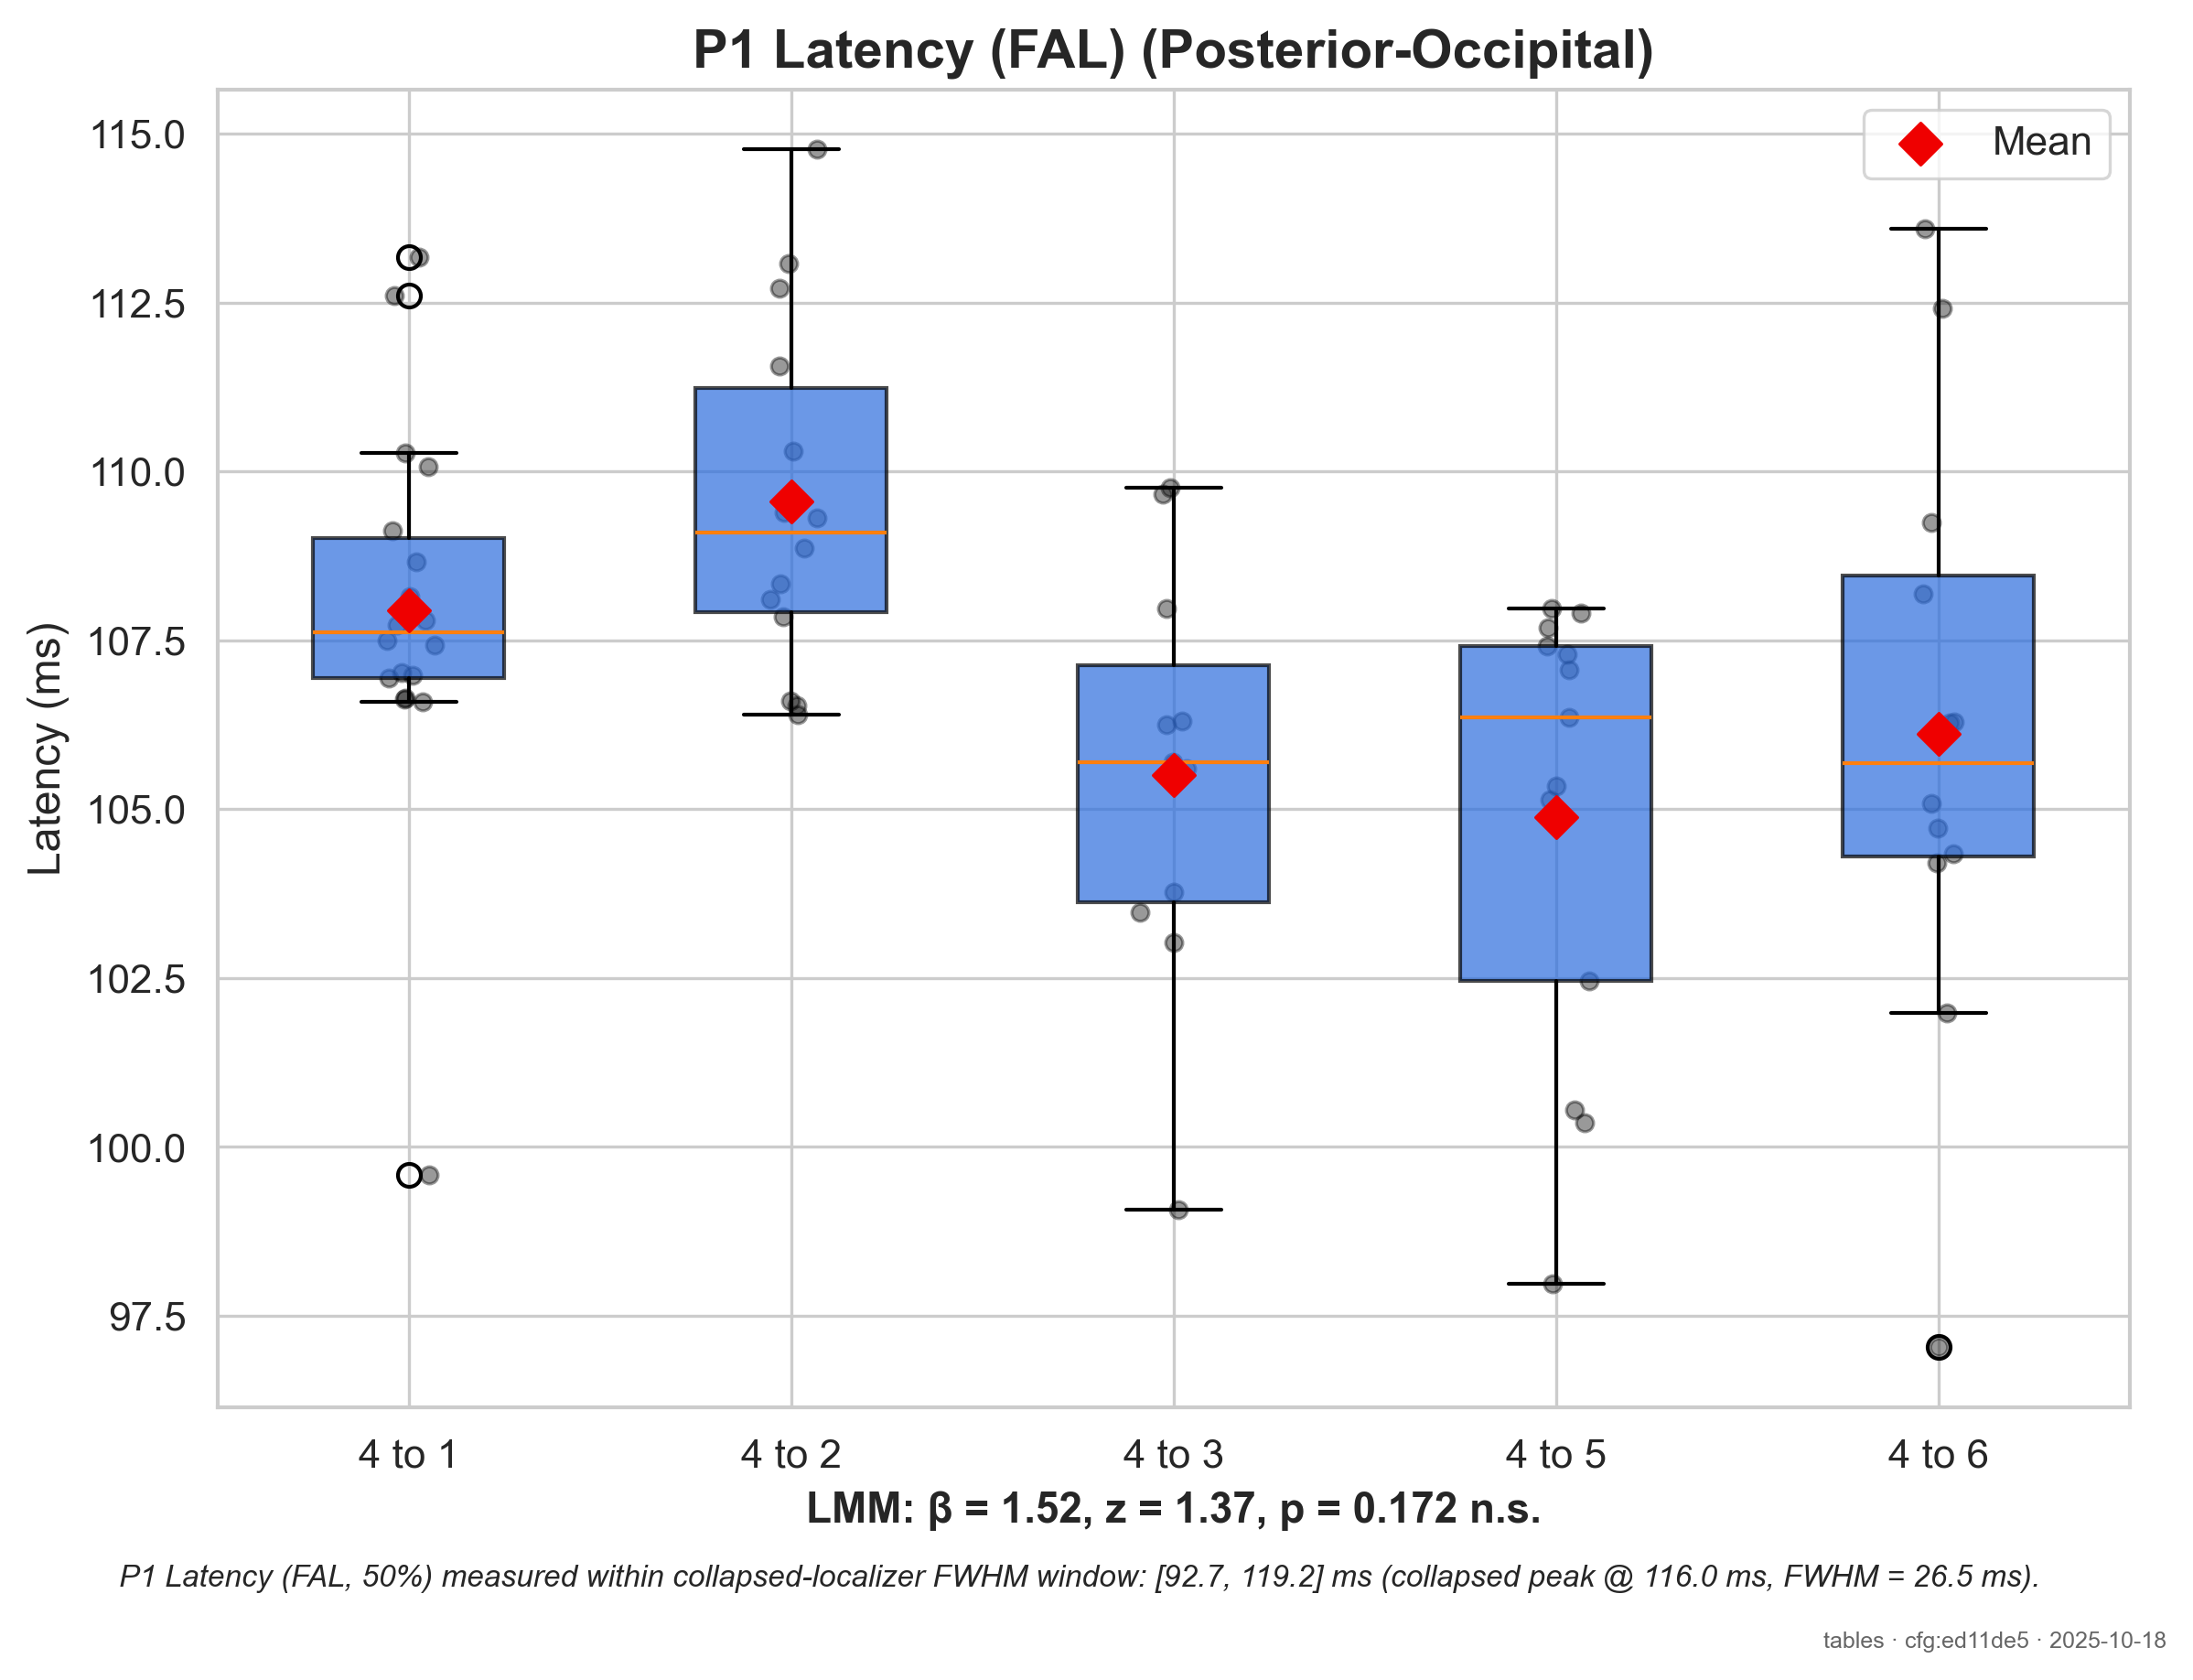 P1 Latency (FAL) (Posterior-Occipital)
Mean
Latency (ms)
115.0
112.5
110.0
107.5
105.0
102.5
100.0
97.5
4 to 1
4 to 2
4 to 3
4 to 5
4 to 6
LMM: β = 1.52, z = 1.37, p = 0.172 n.s.
P1 Latency (FAL, 50%) measured within collapsed-localizer FWHM window: [92.7, 119.2] ms (collapsed peak @ 116.0 ms, FWHM = 26.5 ms).
tables · cfg:ed11de5 · 2025-10-18